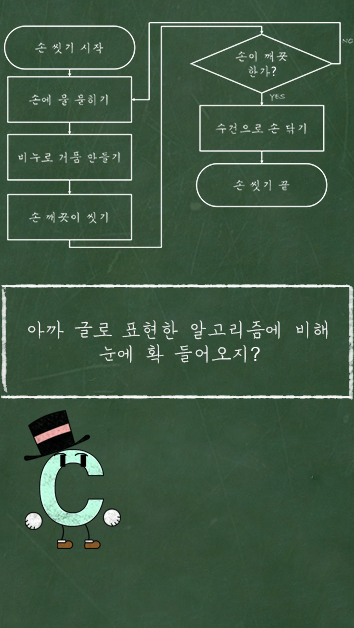 손 씻기 시작
손에 물 묻히기
비누로 거품 만들기
손 깨끗이 씻기
손이 깨끗
한가?
NO
YES
수건으로 손 닦기
손 씻기 끝
아까 글로 표현한 알고리즘에 비해
눈에 확 들어오지?
C